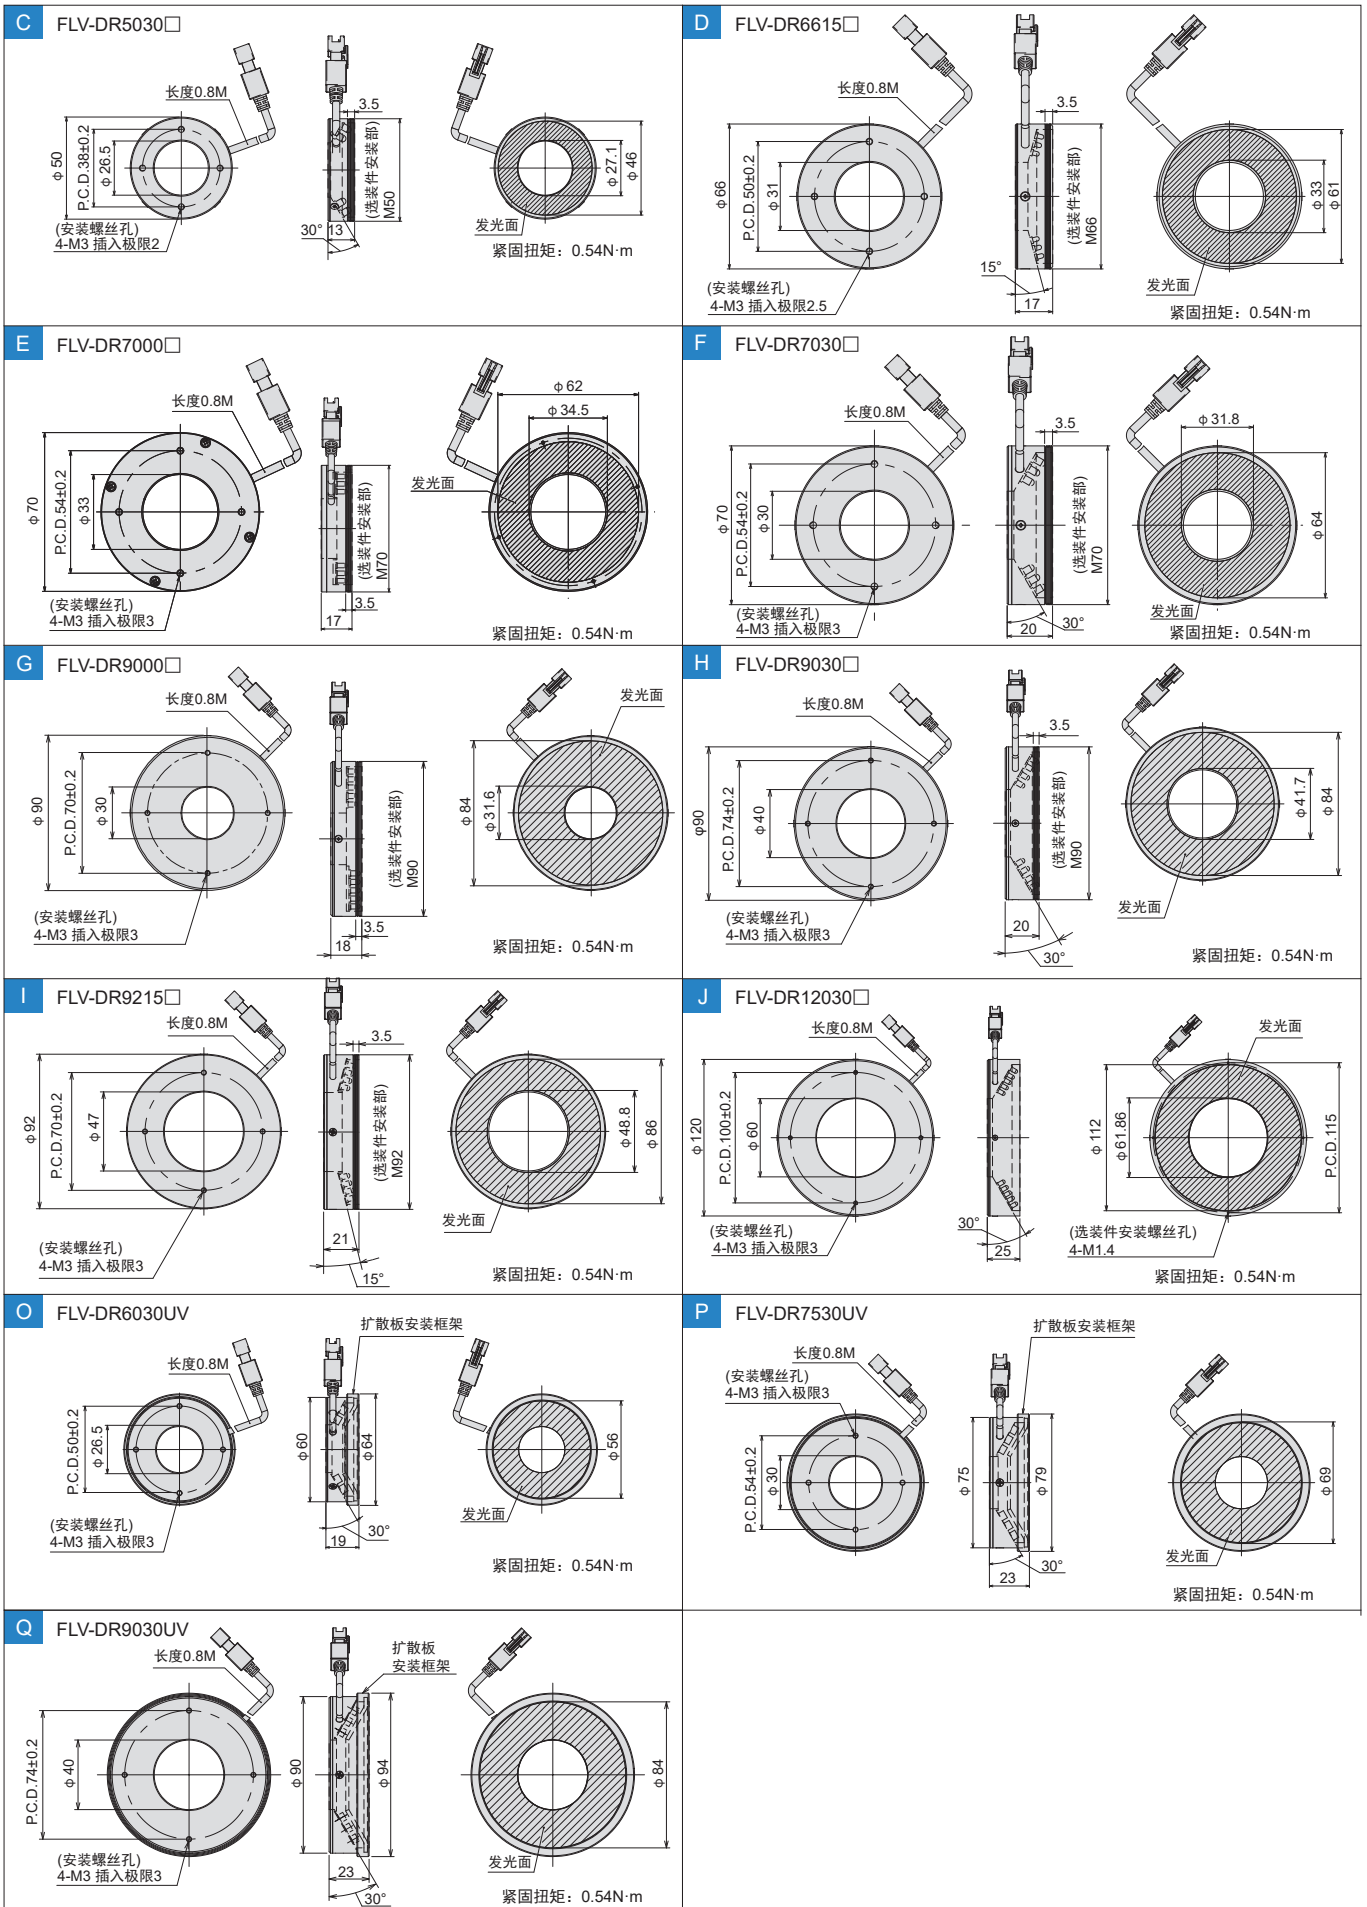 C FLV-DR5030□
长度0.8M
3.5
φ50
P.C.D.38±0.2
φ26.5
(选装件安装部)
M50
φ27.1
φ46
(安装螺丝孔)
4-M3 插入极限2
30°
13
发光面
紧固扭矩：0.54N·m
D FLV-DR6615□
长度0.8M
3.5
φ66
P.C.D.50±0.2
φ31
(选装件安装部)
M66
φ33
φ61
(安装螺丝孔)
4-M3 插入极限2.5
15°
17
发光面
紧固扭矩：0.54N·m
E FLV-DR7000□
长度0.8M
φ62
φ34.5
φ70
P.C.D.54±0.2
φ33
(选装件安装部)
M70
发光面
(安装螺丝孔)
4-M3 插入极限3
3.5
17
紧固扭矩：0.54N·m
F FLV-DR7030□
长度0.8M
3.5
φ31.8
φ70
P.C.D.54±0.2
φ30
(选装件安装部)
M70
φ64
(安装螺丝孔)
4-M3 插入极限3
20
30°
发光面
紧固扭矩：0.54N·m
G FLV-DR9000□
长度0.8M
发光面
φ90
P.C.D.70±0.2
φ30
(选装件安装部)
M90
φ84
φ31.6
(安装螺丝孔)
4-M3 插入极限3
3.5
18
紧固扭矩：0.54N·m
H FLV-DR9030□
长度0.8M
3.5
φ90
P.C.D.74±0.2
φ40
(选装件安装部)
M90
φ41.7
φ84
(安装螺丝孔)
4-M3 插入极限3
20
30°
发光面
紧固扭矩：0.54N·m
I FLV-DR9215□
长度0.8M
3.5
φ92
P.C.D.70±0.2
φ47
(选装件安装部)
M92
φ48.8
φ86
(安装螺丝孔)
4-M3 插入极限3
21
15°
发光面
紧固扭矩：0.54N·m
J FLV-DR12030□
长度0.8M
发光面
φ120
P.C.D.100±0.2
φ60
φ112
φ61.86
P.C.D.115
(安装螺丝孔)
4-M3 插入极限3
30°
25
(选装件安装螺丝孔)
4-M1.4
紧固扭矩：0.54N·m
O FLV-DR6030UV
扩散板安装框架
长度0.8M
P.C.D.50±0.2
φ26.5
φ60
φ64
φ56
(安装螺丝孔)
4-M3 插入极限3
30°
19
发光面
紧固扭矩：0.54N·m
P FLV-DR7530UV
扩散板安装框架
长度0.8M
(安装螺丝孔)
4-M3 插入极限3
P.C.D.54±0.2
φ30
φ75
φ79
φ69
30°
23
发光面
紧固扭矩：0.54N·m
Q FLV-DR9030UV
长度0.8M
扩散板
安装框架
P.C.D.74±0.2
φ40
φ90
φ94
φ84
(安装螺丝孔)
4-M3 插入极限3
23
30°
发光面
紧固扭矩：0.54N·m